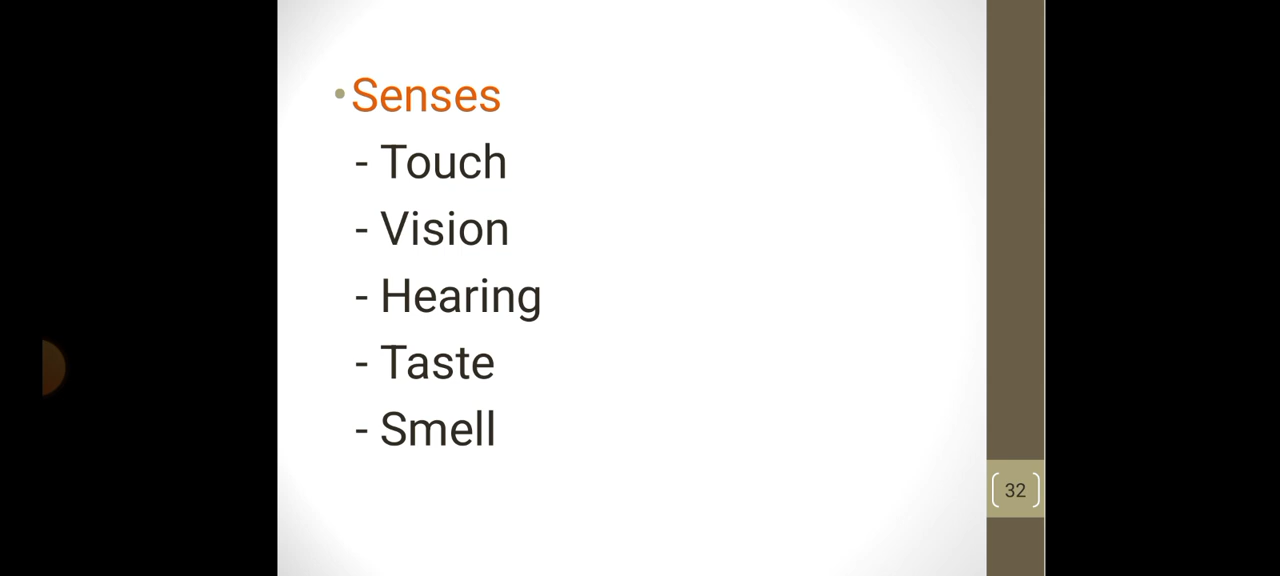 •Senses
- Touch
- Vision
- Hearing
- Taste
- Smell
32